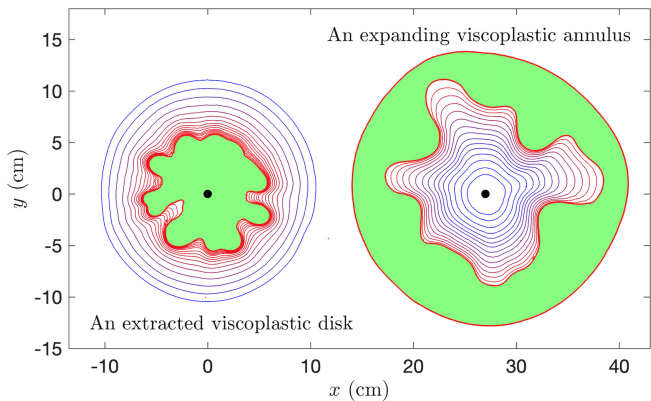 An expanding viscoplastic annulus
15
10
5
0
-5
-10
-15
y (cm)
An extracted viscoplastic disk
-10 0 10 20 30 40
x (cm)